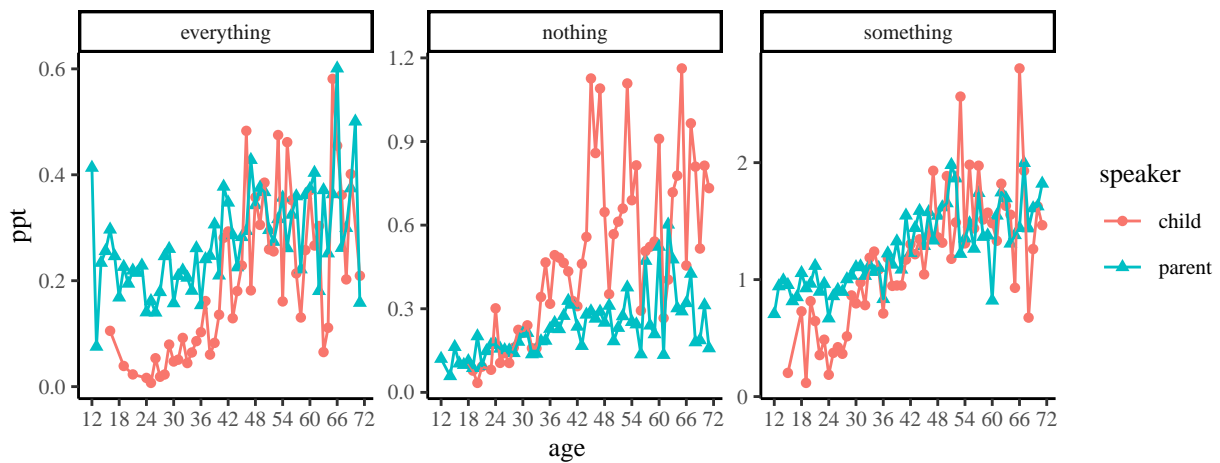 everything
nothing
something
ppt
0.6
0.4
0.2
0.0
1.2
0.9
0.6
0.3
0.0
2
1
0
12 18 24 30 36 42 48 54 60 66 72
12 18 24 30 36 42 48 54 60 66 72
12 18 24 30 36 42 48 54 60 66 72
age
speaker
child
parent